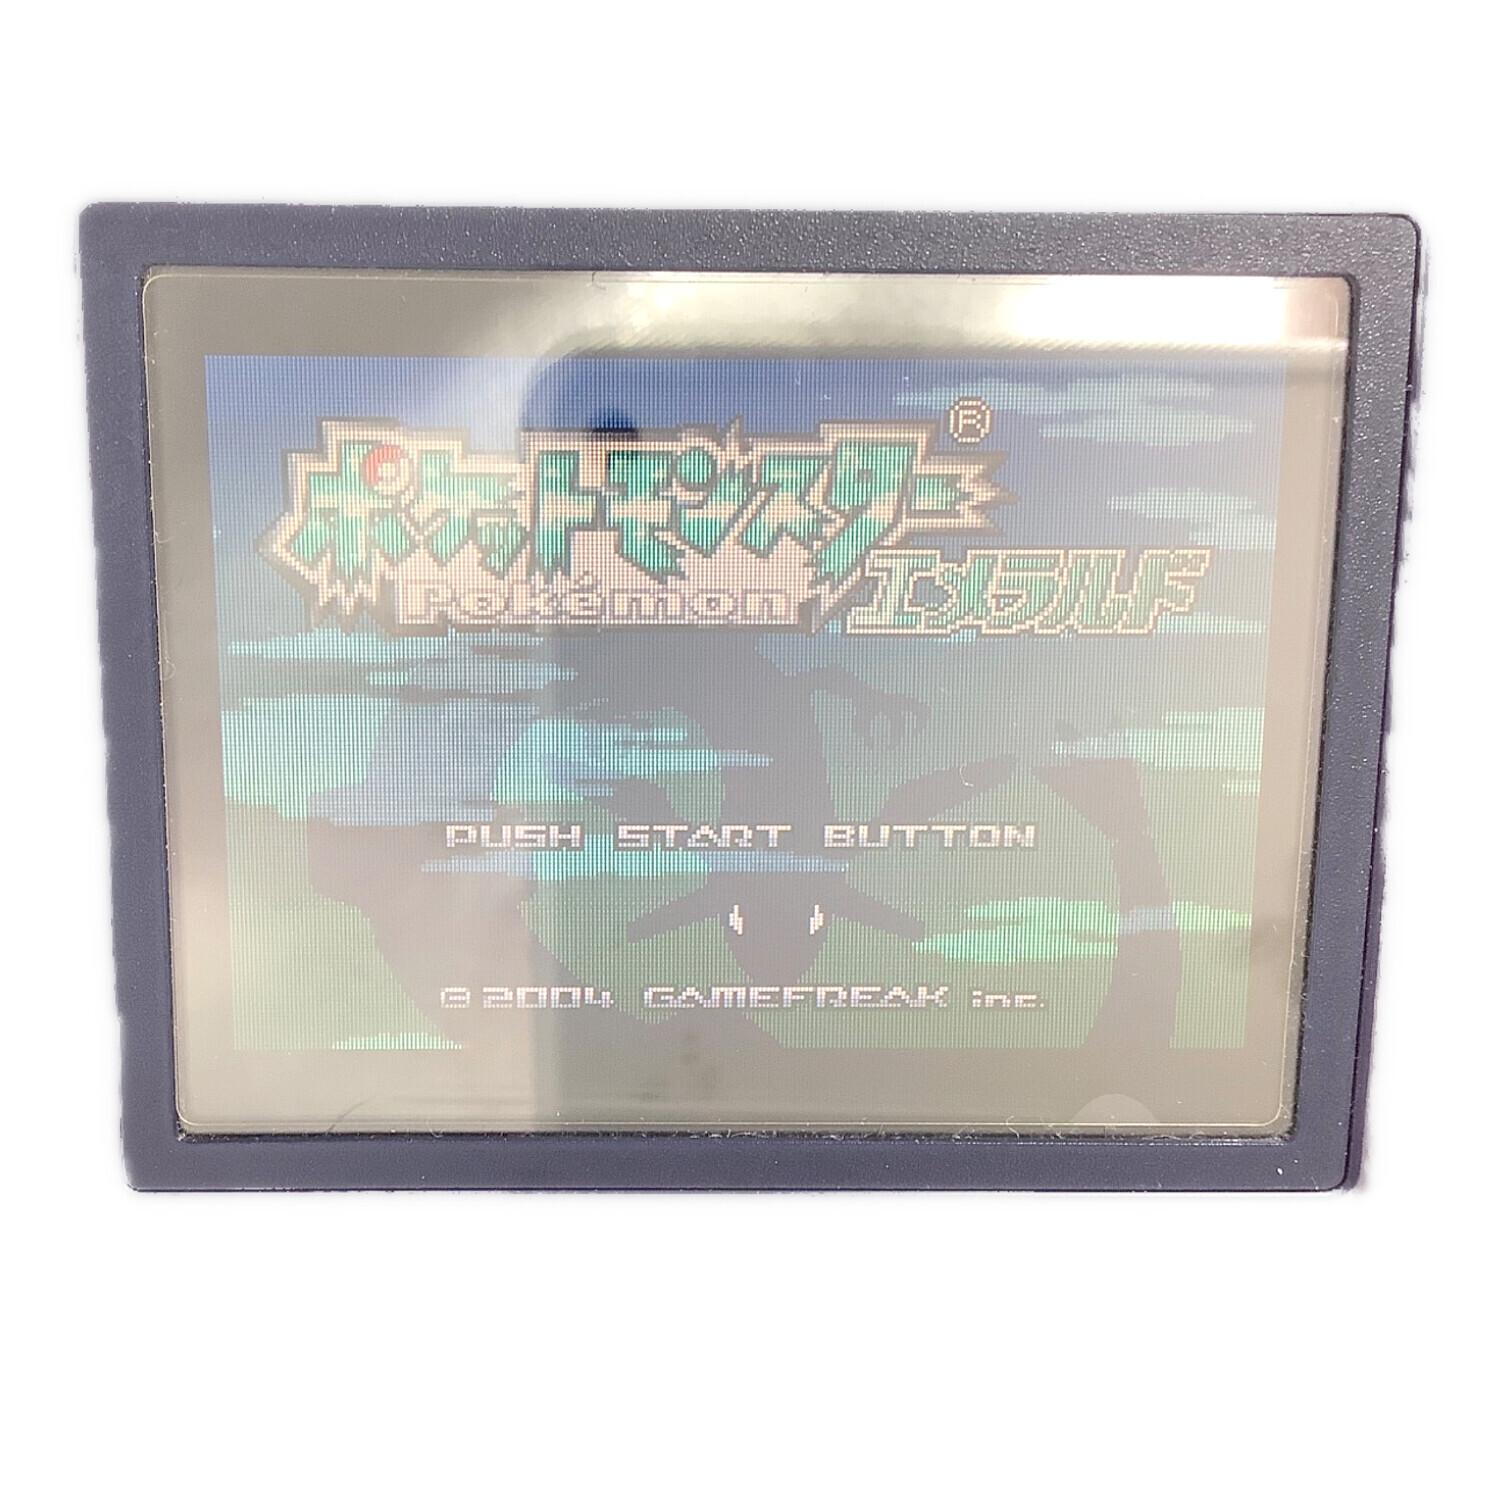 ポケットモンスター®
Pokémon エメラルド
PUSH START BUTTON
©2004 GAMEFREAK inc.